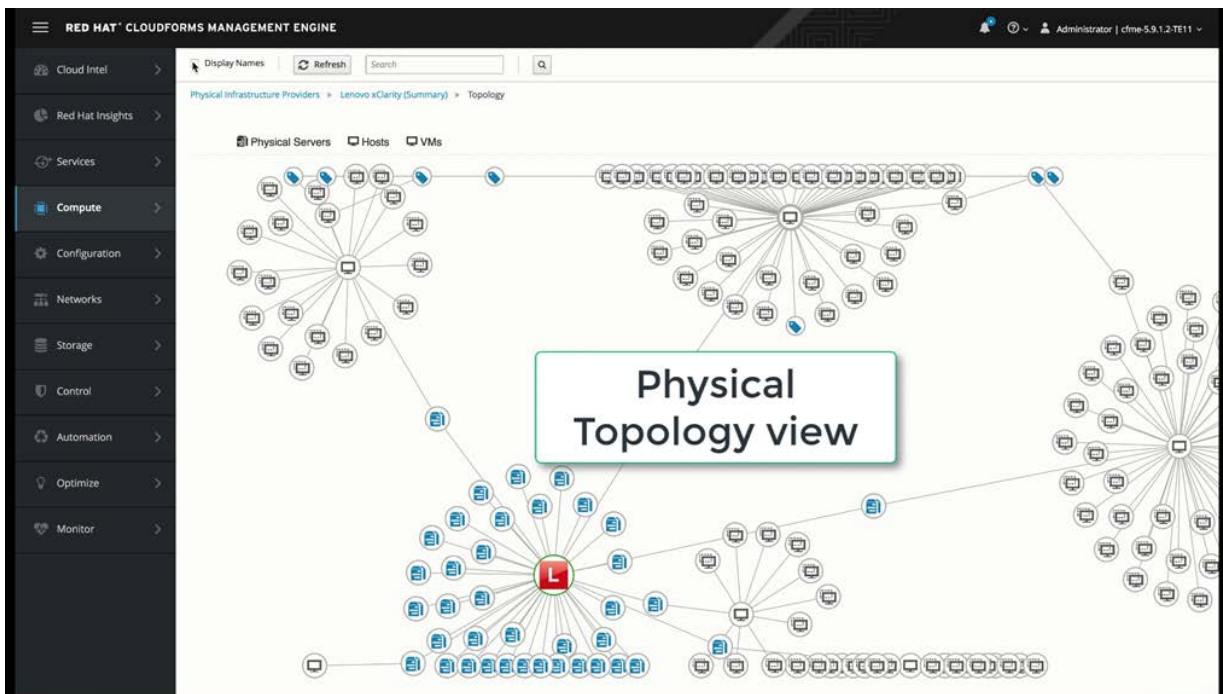 RED HAT® CLOUDFORMS MANAGEMENT ENGINE
Administrator | cfme-5.9.1.2-TE11
Display Names
Refresh
Search
Physical Infrastructure Providers » Lenovo xClarity (Summary) » Topology
Physical Servers Hosts VMs
Cloud Intel
Red Hat Insights
Services
Compute
Configuration
Networks
Storage
Control
Automation
Optimize
Monitor
Physical
Topology view
L